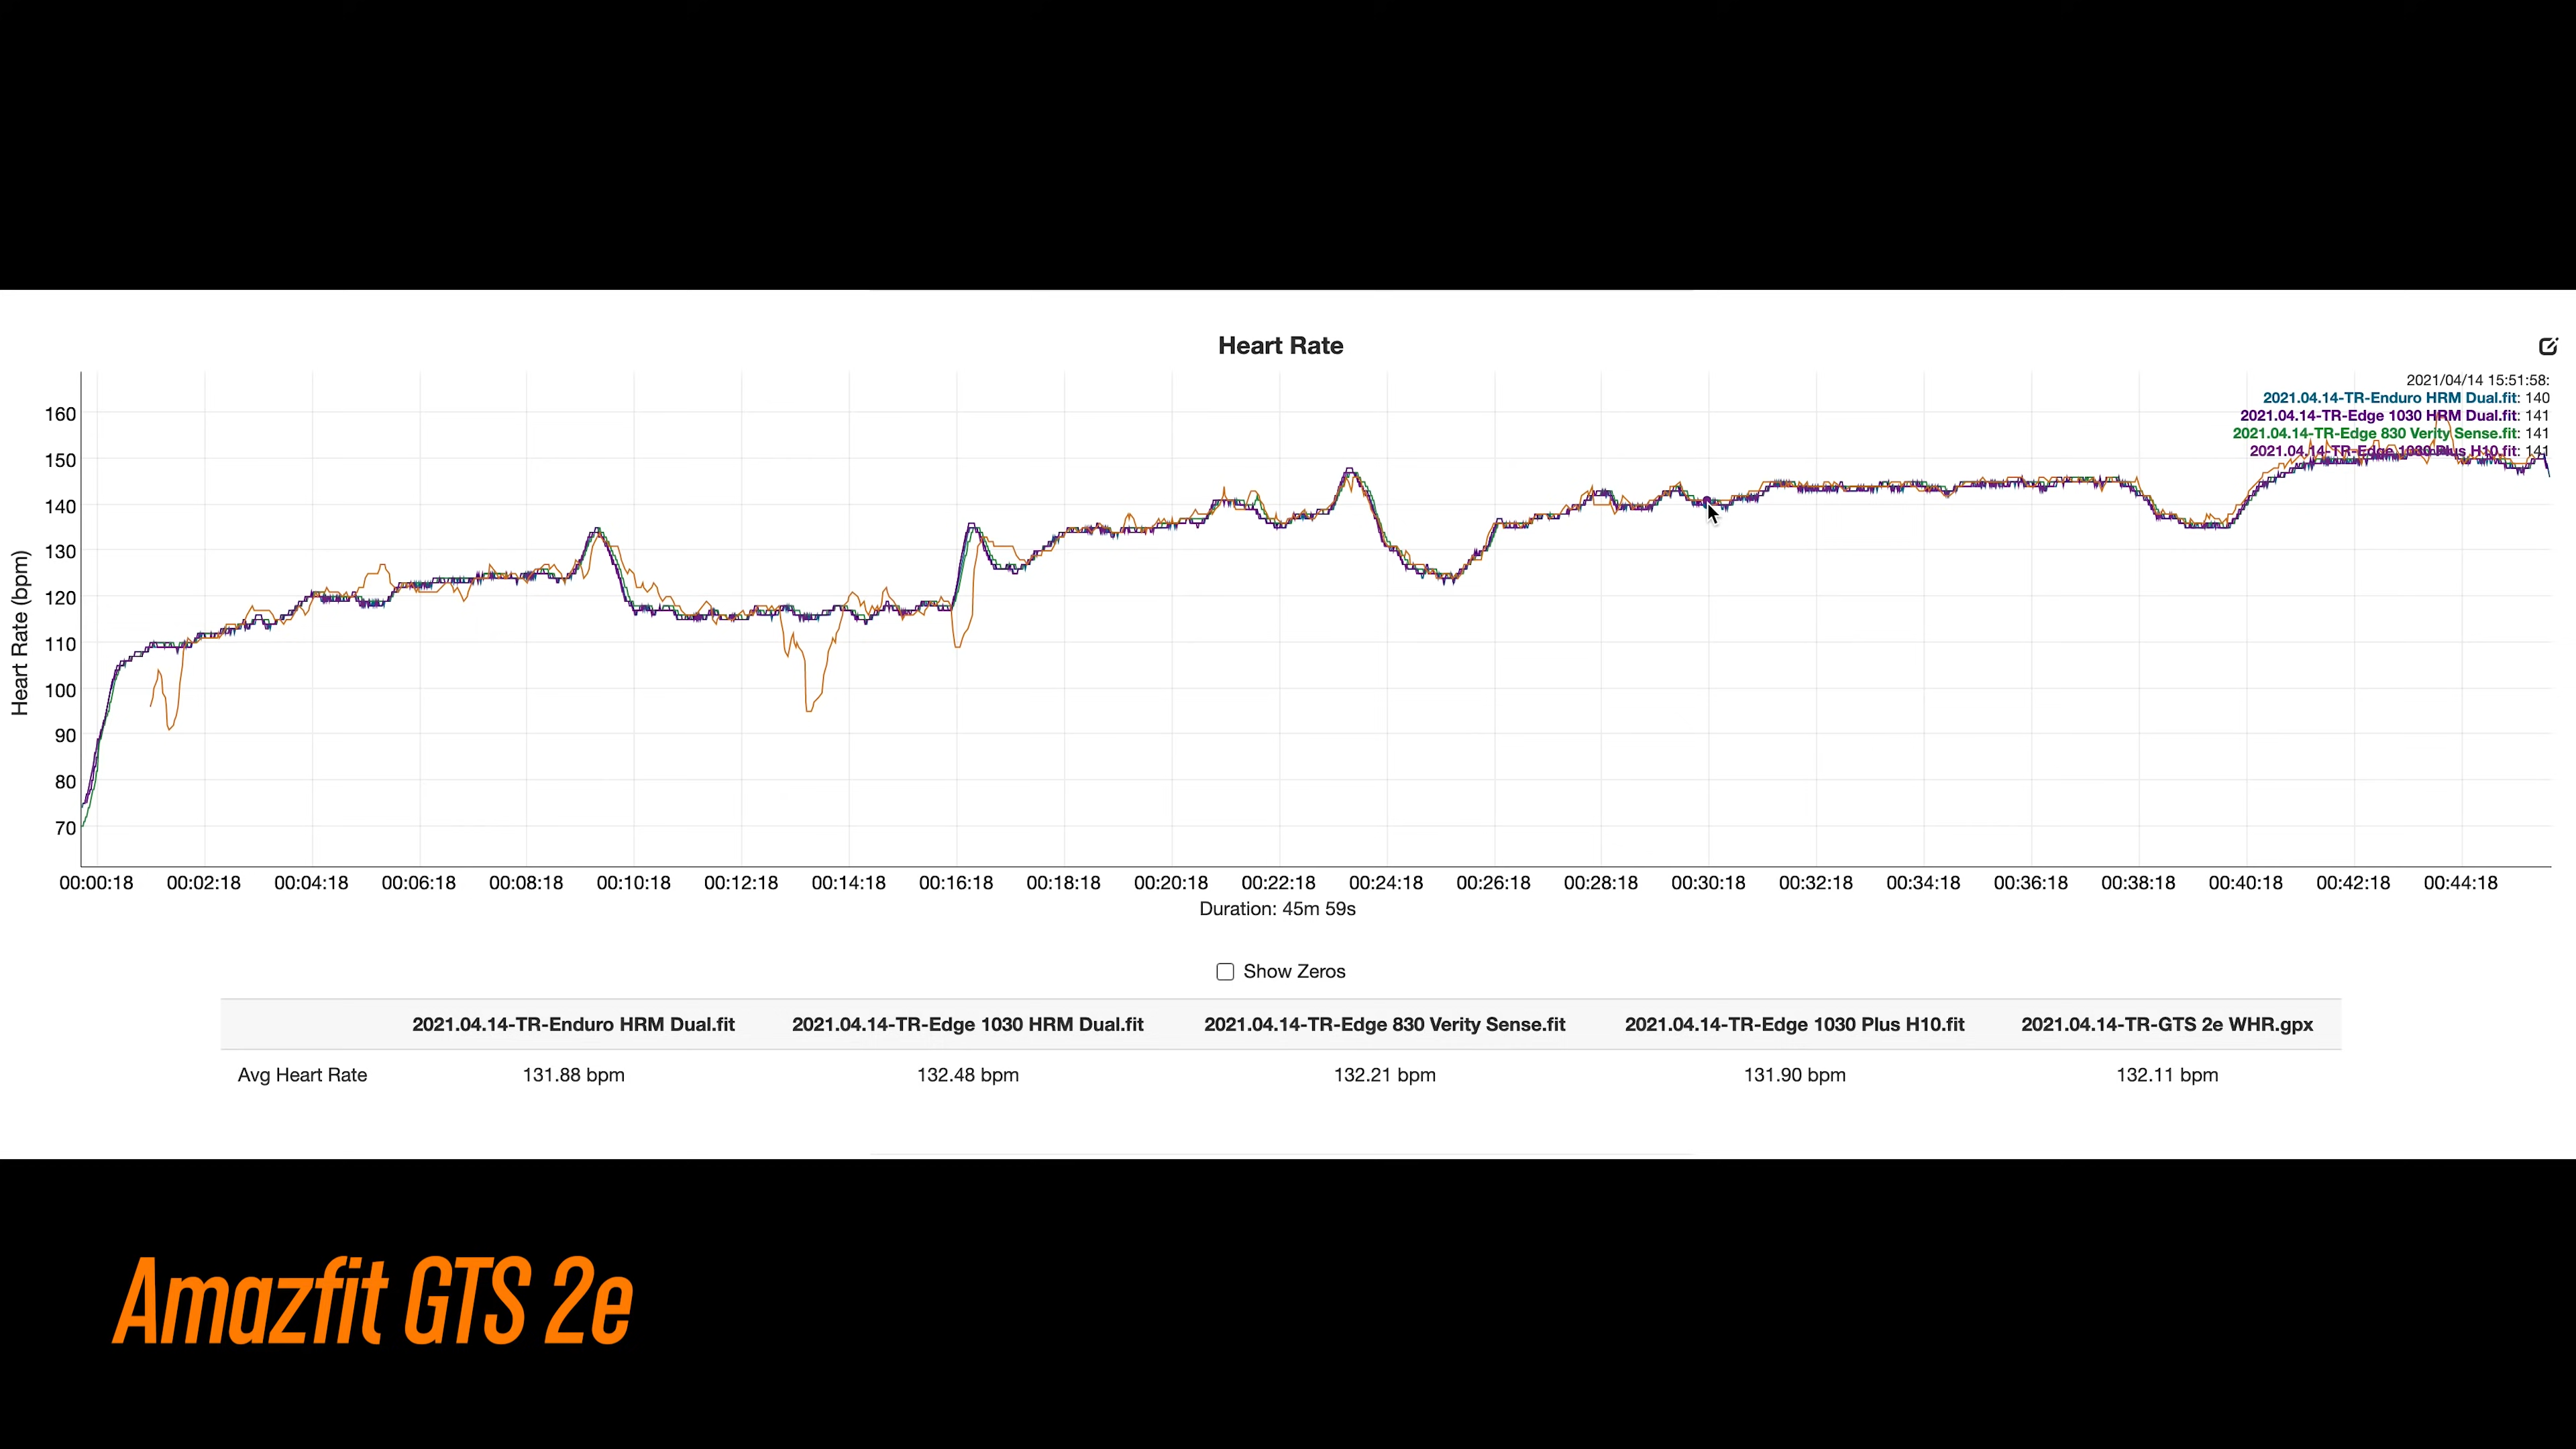 Heart Rate
2021/04/14 15:51:58:
2021.04.14-TR-Enduro HRM Dual.fit: 140
2021.04.14-TR-Edge 1030 HRM Dual.fit: 141
2021.04.14-TR-Edge 830 Verity Sense.fit: 141
2021.04.14-TR-Edge 1030 Plus H10.fit: 141
Heart Rate (bpm)
160
150
140
130
120
110
100
90
80
70
00:00:18 00:02:18 00:04:18 00:06:18 00:08:18 00:10:18 00:12:18 00:14:18 00:16:18 00:18:18 00:20:18 00:22:18 00:24:18 00:26:18 00:28:18 00:30:18 00:32:18 00:34:18 00:36:18 00:38:18 00:40:18 00:42:18 00:44:18
Duration: 45m 59s
Show Zeros
2021.04.14-TR-Enduro HRM Dual.fit 2021.04.14-TR-Edge 1030 HRM Dual.fit 2021.04.14-TR-Edge 830 Verity Sense.fit 2021.04.14-TR-Edge 1030 Plus H10.fit 2021.04.14-TR-GTS 2e WHR.gpx
Avg Heart Rate 131.88 bpm 132.48 bpm 132.21 bpm 131.90 bpm 132.11 bpm
Amazfit GTS 2e